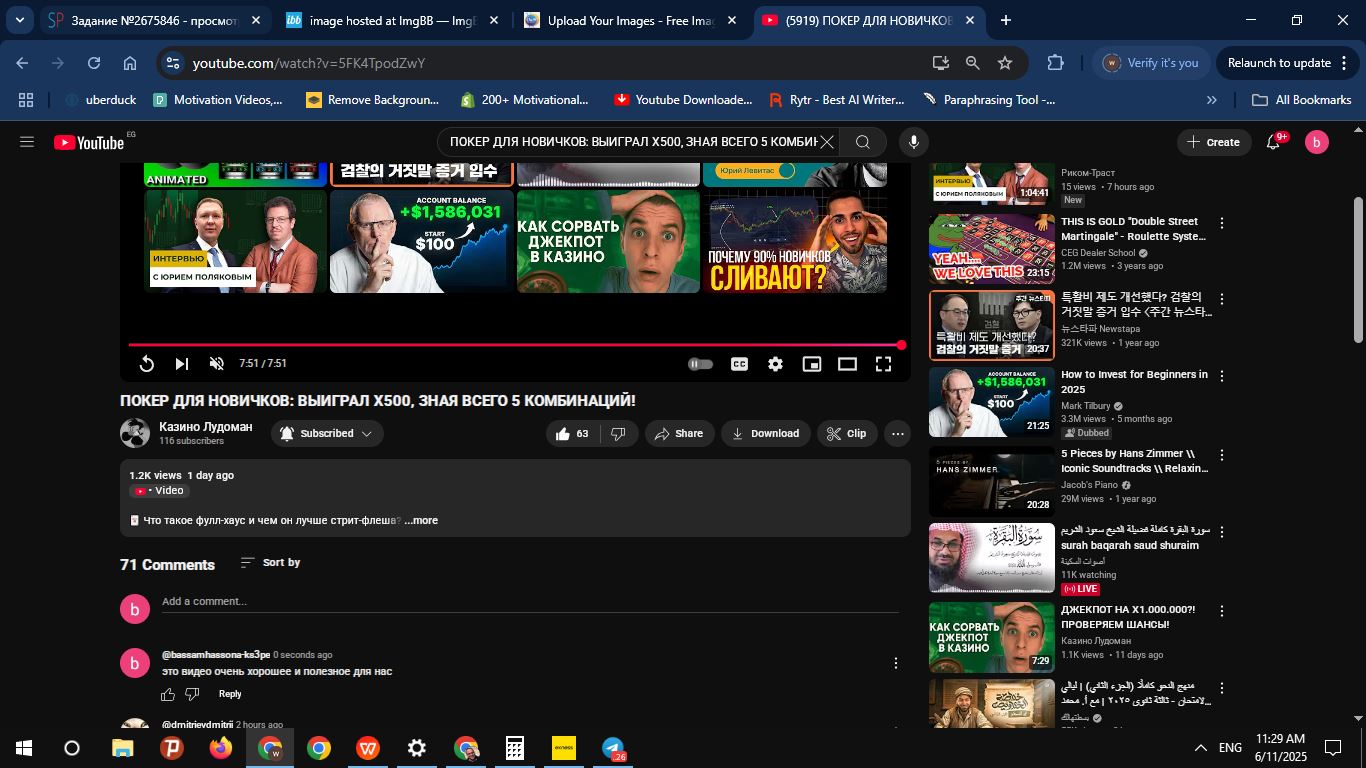 Задание №2675846 - просмотр
image hosted at ImgBB — ImgB
Upload Your Images - Free Imag
(5919) ПОКЕР ДЛЯ НОВИЧКОВ
youtube.com/watch?v=5FK4TpodZwY
Verify it's you
Relaunch to update
uberduck
Motivation Videos,...
Remove Backgroun...
200+ Motivational...
Youtube Downloade...
Rytr - Best AI Writer...
Paraphrasing Tool -...
All Bookmarks
YouTube EG
ПОКЕР ДЛЯ НОВИЧКОВ: ВЫИГРАЛ X500, ЗНАЯ ВСЕГО 5 КОМБИН
Create
9+
b
ANIMATED
검찰의 거짓말 증거 입수
Юрий Левитас
ИНТЕРВЬЮ
С ЮРИЕМ ПОЛЯКОВЫМ
ACCOUNT BALANCE
+$1,586,031
START
$100
КАК СОРВАТЬ
ДЖЕКПОТ
В КАЗИНО
ПОЧЕМУ 90% НОВИЧКОВ
СЛИВАЮТ?
7:51 / 7:51
CC
ПОКЕР ДЛЯ НОВИЧКОВ: ВЫИГРАЛ X500, ЗНАЯ ВСЕГО 5 КОМБИНАЦИЙ!
Казино Лудоман
116 subscribers
Subscribed
63
Share
Download
Clip
1.2K views 1 day ago
• Video
Что такое фулл-хаус и чем он лучше стрит-флеша? ...more
71 Comments
Sort by
b
Add a comment...
b
@bassamhassona-ks3pe 0 seconds ago
это видео очень хорошее и полезное для нас
Reply
@dmitrievdmitrii 2 hours ago
ИНТЕРВЬЮ
С ЮРИЕМ ПОЛЯКОВЫМ
1:04:41
Риком-Траст
15 views • 7 hours ago
New
YEAH....
WE LOVE THIS
23:15
THIS IS GOLD "Double Street
Martingale" - Roulette Syste...
CEG Dealer School
1.2M views • 3 years ago
주간 뉴스타파
검찰
특활비 제도 개선했다?
검찰의 거짓말 증거
20:37
특활비 제도 개선했다? 검찰의
거짓말 증거 입수 〈주간 뉴스타...
뉴스타파 Newstapa
321K views • 1 year ago
ACCOUNT BALANCE
+$1,586,031
START
$100
21:25
How to Invest for Beginners in
2025
Mark Tilbury
3.3M views • 5 months ago
Dubbed
5 PIECES BY
HANS ZIMMER
20:28
5 Pieces by Hans Zimmer \\
Iconic Soundtracks \\ Relaxin...
Jacob's Piano
29M views • 1 year ago
سورة البقرة
سورة البقرة كاملة فضيلة الشيخ سعود الشريم
surah baqarah saud shuraim
أصوات السكينة
11K watching
LIVE
КАК СОРВАТЬ
ДЖЕКПОТ
В КАЗИНО
7:29
ДЖЕКПОТ НА X1.000.000?!
ПРОВЕРЯЕМ ШАНСЫ!
Казино Лудоман
1.1K views • 11 days ago
منهج النحو كاملًا (الجزء الثاني) | ليالي
الامتحان - ثالثة ثانوي ٢٠٢٥ | مع أ. محمد...
بسطتهالك
exness
26
ENG
11:29 AM
6/11/2025